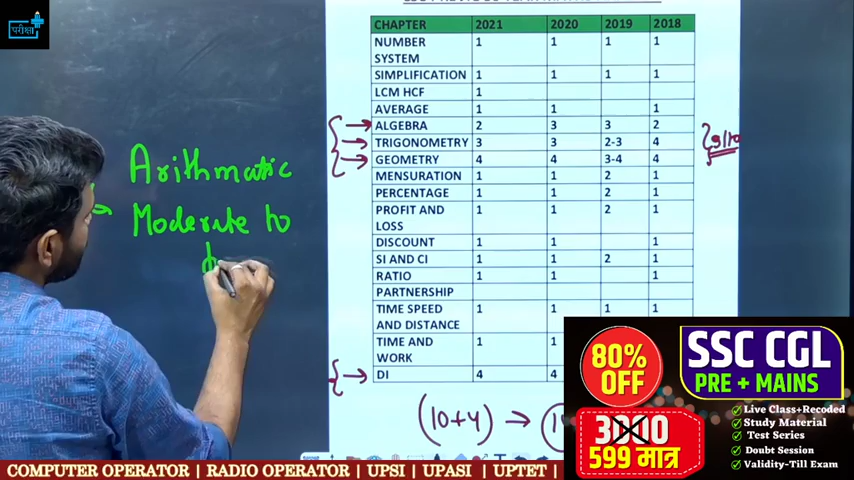 परीक्षा
CHAPTER 2021 2020 2019 2018
NUMBER SYSTEM 1 1 1 1
SIMPLIFICATION 1 1 1 1
LCM HCF 1
AVERAGE 1 1 1
ALGEBRA 2 3 3 2
TRIGONOMETRY 3 3 2-3 4
GEOMETRY 4 4 3-4 4
MENSURATION 1 1 2 1
PERCENTAGE 1 1 2 1
PROFIT AND LOSS 1 1 2 1
DISCOUNT 1 1 1
SI AND CI 1 1 2 1
RATIO 1 1 1
PARTNERSHIP
TIME SPEED AND DISTANCE 1 1 1 1
TIME AND WORK 1 1
DI 4 4
Arithmatic
Moderate to
(10+4) →
80% OFF
SSC CGL
PRE + MAINS
599 मात्र
Live Class+Recoded
Study Material
Test Series
Doubt Session
Validity-Till Exam
COMPUTER OPERATOR | RADIO OPERATOR | UPSI | UPASI | UPTET |